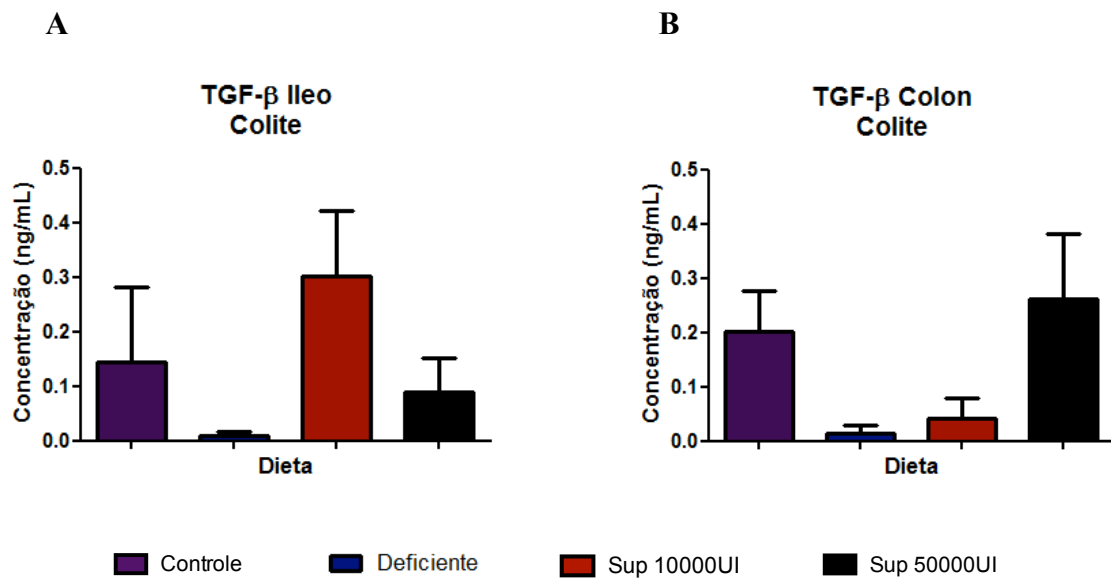 A
B
TGF-β Ileo
Colite
Concentração (ng/mL)
0.5
0.4
0.3
0.2
0.1
0.0
Dieta
TGF-β Colon
Colite
Concentração (ng/mL)
0.5
0.4
0.3
0.2
0.1
0.0
Dieta
Controle
Deficiente
Sup 10000UI
Sup 50000UI